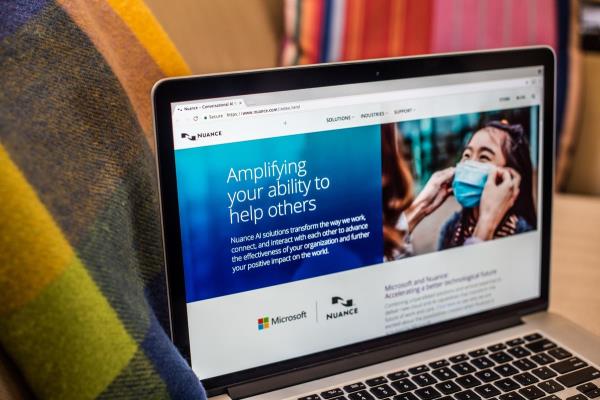 Nuance – Conversational AI
Secure https://www.nuance.com/index.html
STORE BLOG
NUANCE
SOLUTIONS INDUSTRIES SUPPORT
Amplifying
your ability to
help others
Nuance AI solutions transform the way we work,
connect, and interact with each other to advance
the effectiveness of your organization and further
your positive impact on the world.
Microsoft
NUANCE
Microsoft and Nuance:
Accelerating a better technological future